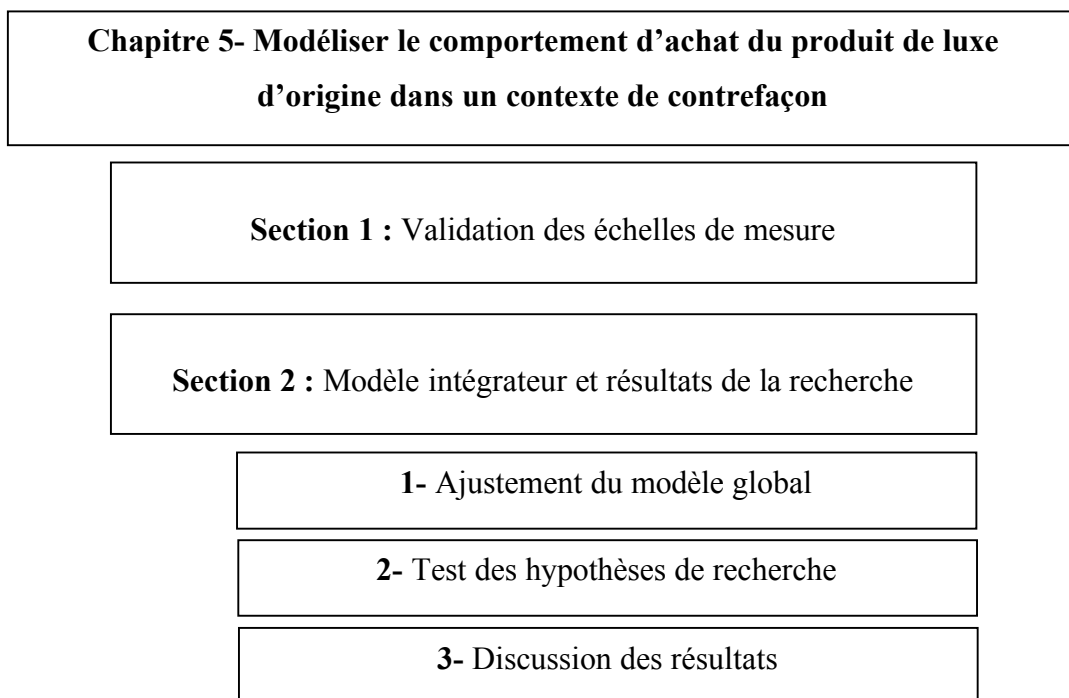 Chapitre 5- Modéliser le comportement d’achat du produit de luxe
d’origine dans un contexte de contrefaçon
Section 1 : Validation des échelles de mesure
Section 2 : Modèle intégrateur et résultats de la recherche
1- Ajustement du modèle global
2- Test des hypothèses de recherche
3- Discussion des résultats